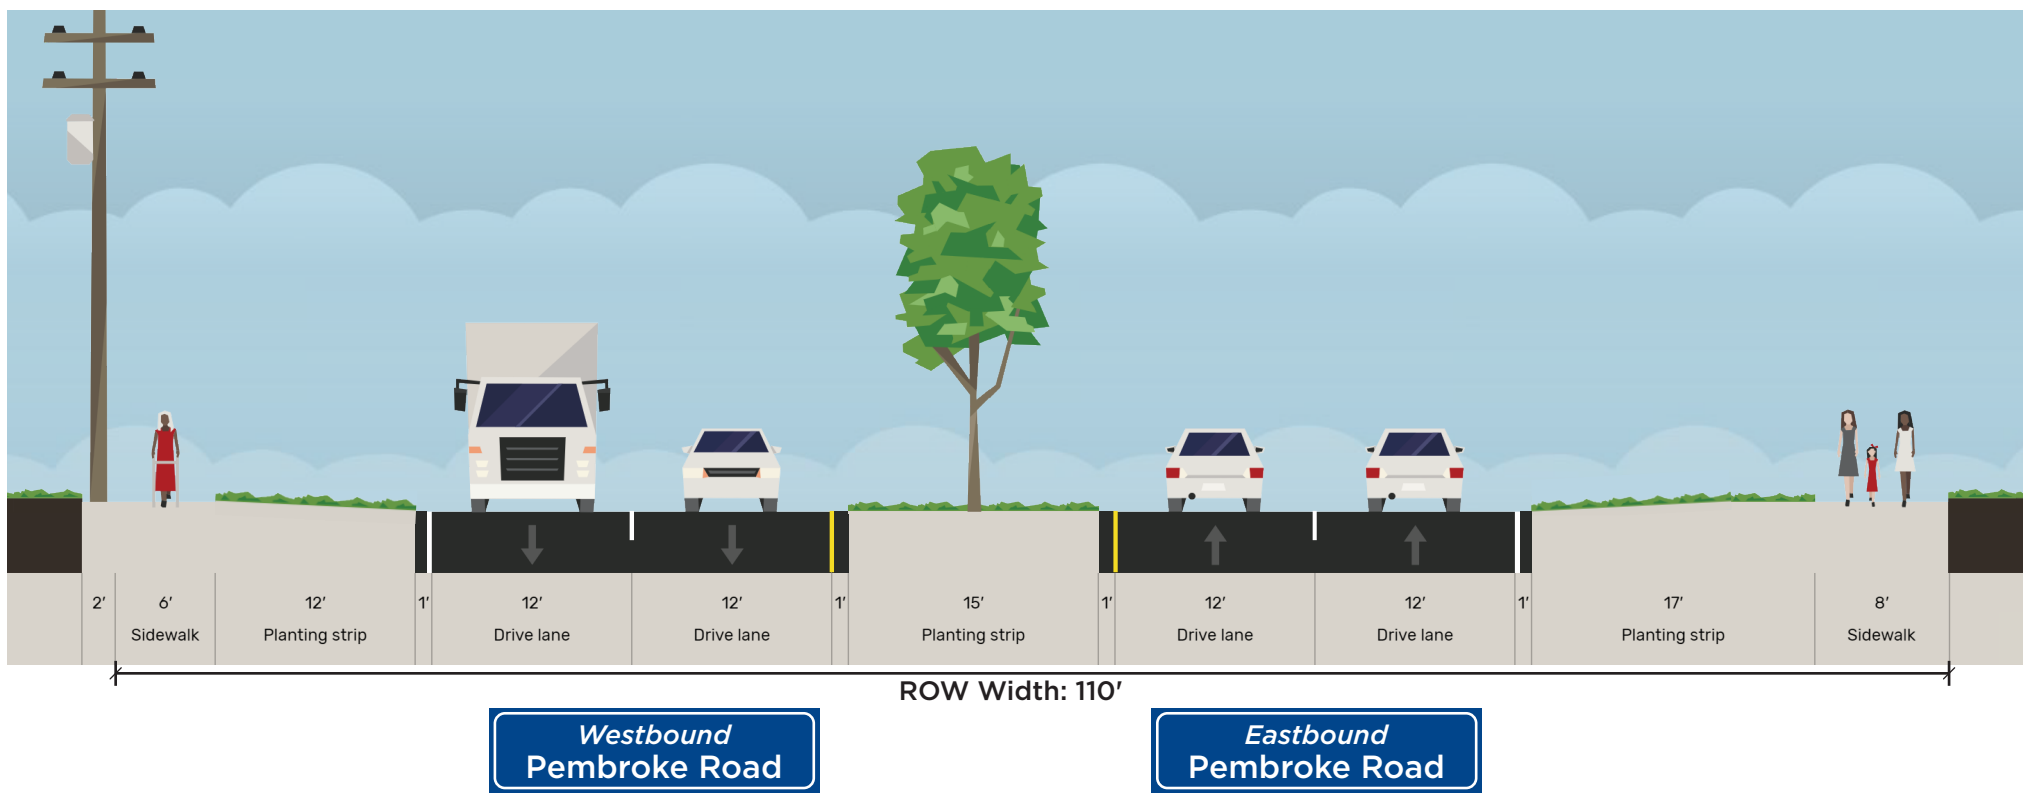 2' 6' 12' 1' 12' 12' 1' 15' 1' 12' 12' 1' 17' 8'
Sidewalk Planting strip Drive lane Drive lane Planting strip Drive lane Drive lane Planting strip Sidewalk
ROW Width: 110'
Westbound
Pembroke Road
Eastbound
Pembroke Road